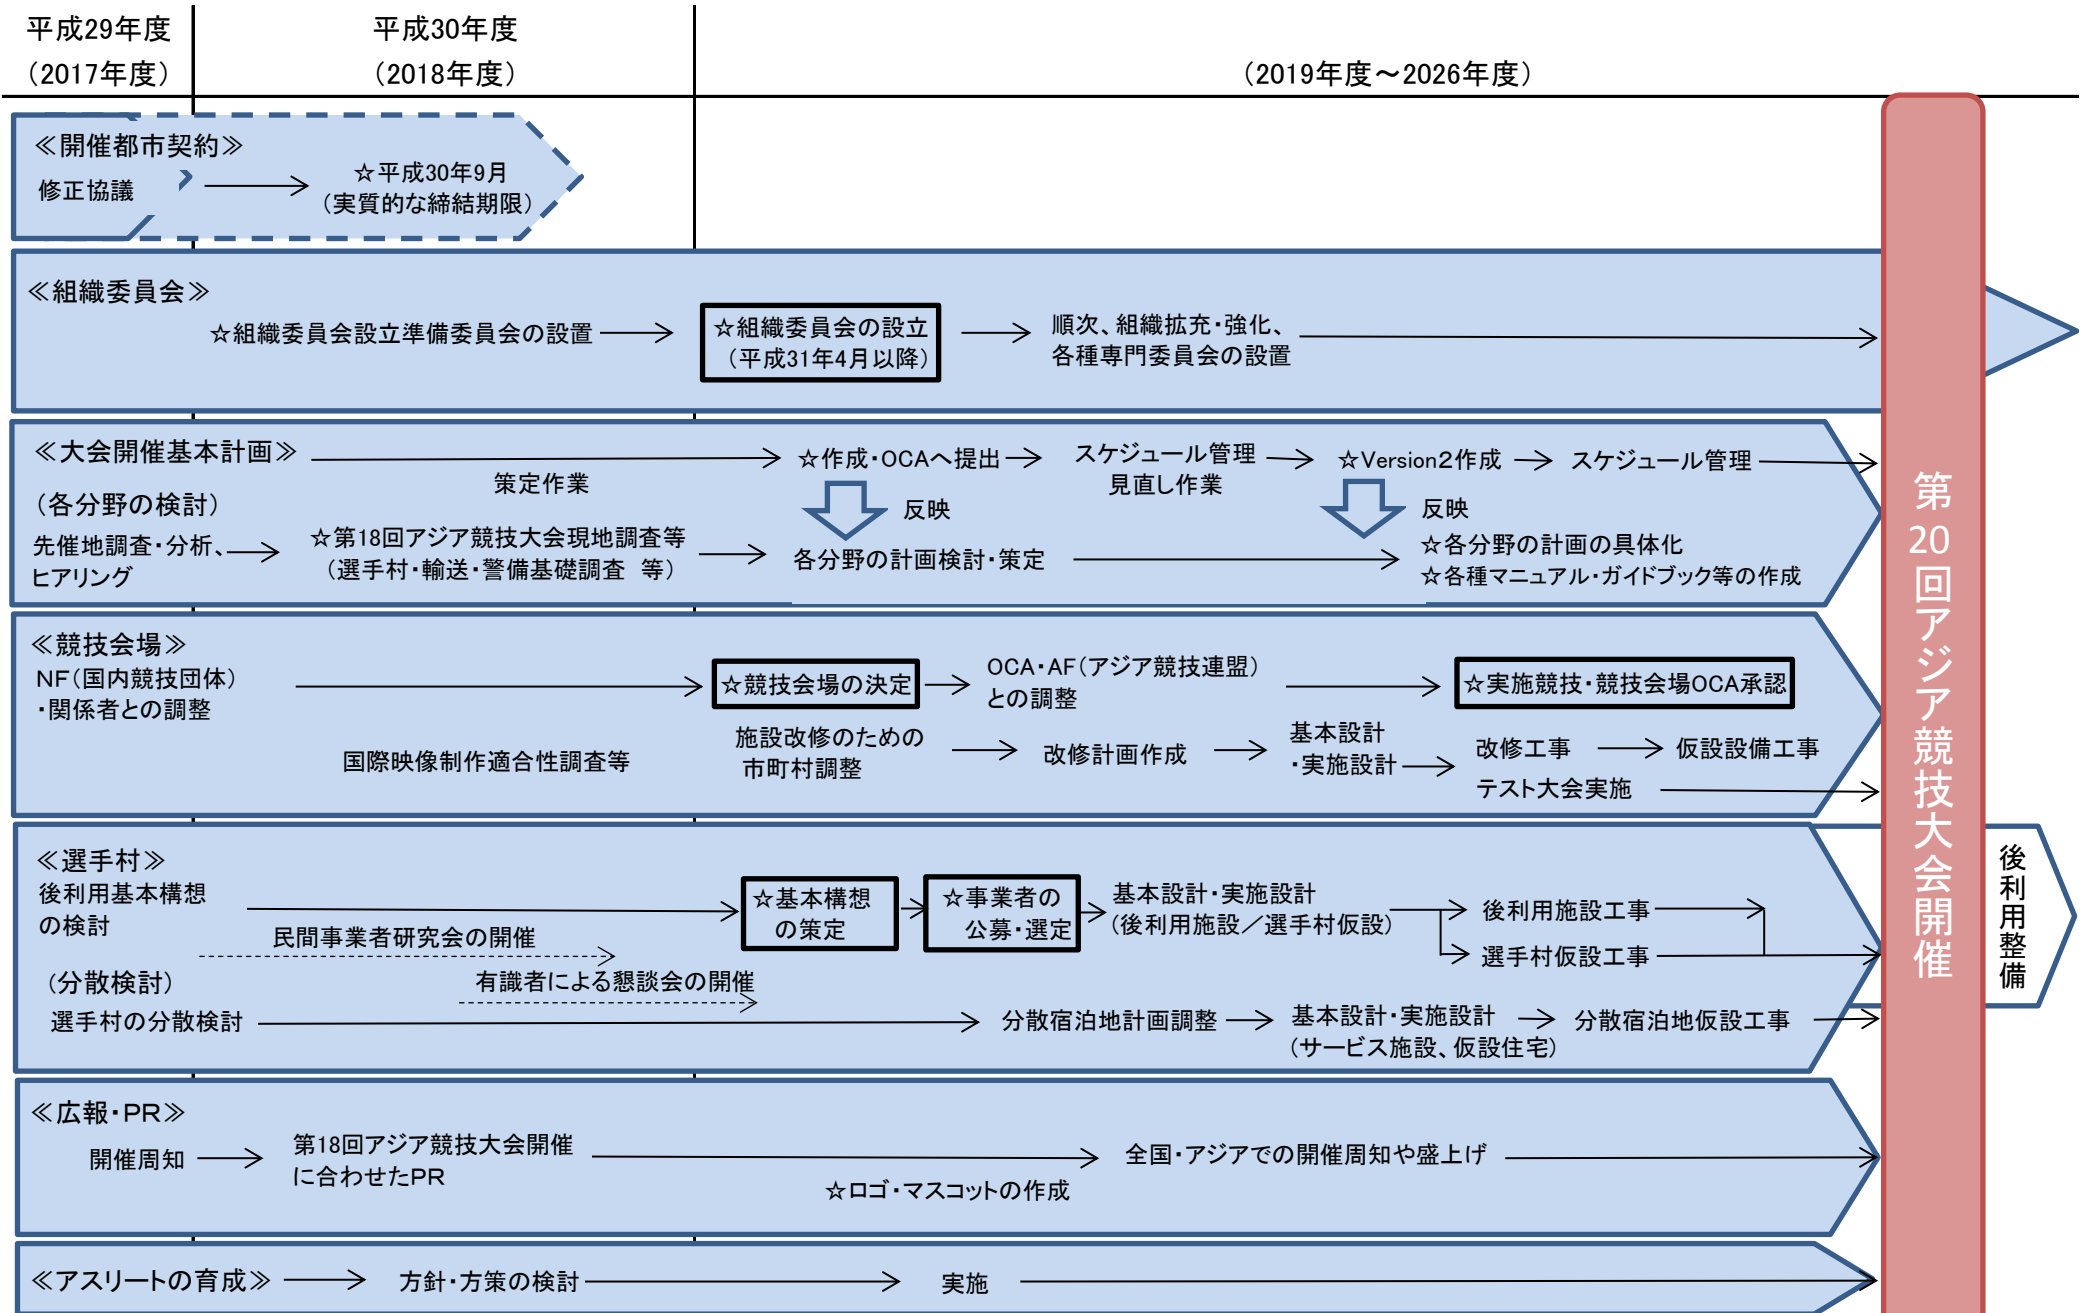 平成29年度
(2017年度)
平成30年度
(2018年度)
(2019年度～2026年度)
≪開催都市契約≫
修正協議
☆平成30年9月
(実質的な締結期限)
≪組織委員会≫
☆組織委員会設立準備委員会の設置
☆組織委員会の設立
(平成31年4月以降)
順次、組織拡充・強化、
各種専門委員会の設置
≪大会開催基本計画≫
策定作業
☆作成・OCAへ提出
スケジュール管理
見直し作業
☆Version2作成
スケジュール管理
反映
反映
(各分野の検討)
先催地調査・分析、
ヒアリング
☆第18回アジア競技大会現地調査等
(選手村・輸送・警備基礎調査 等)
各分野の計画検討・策定
☆各分野の計画の具体化
☆各種マニュアル・ガイドブック等の作成
≪競技会場≫
NF(国内競技団体)
・関係者との調整
☆競技会場の決定
OCA・AF(アジア競技連盟)
との調整
☆実施競技・競技会場OCA承認
国際映像制作適合性調査等
施設改修のための
市町村調整
改修計画作成
基本設計
・実施設計
改修工事
仮設設備工事
テスト大会実施
≪選手村≫
後利用基本構想
の検討
☆基本構想
の策定
☆事業者の
公募・選定
基本設計・実施設計
(後利用施設／選手村仮設)
後利用施設工事
選手村仮設工事
民間事業者研究会の開催
有識者による懇談会の開催
(分散検討)
選手村の分散検討
分散宿泊地計画調整
基本設計・実施設計
(サービス施設、仮設住宅)
分散宿泊地仮設工事
≪広報・PR≫
開催周知
第18回アジア競技大会開催
に合わせたPR
☆ロゴ・マスコットの作成
全国・アジアでの開催周知や盛上げ
≪アスリートの育成≫
方針・方策の検討
実施
第20回アジア競技大会開催
後利用整備